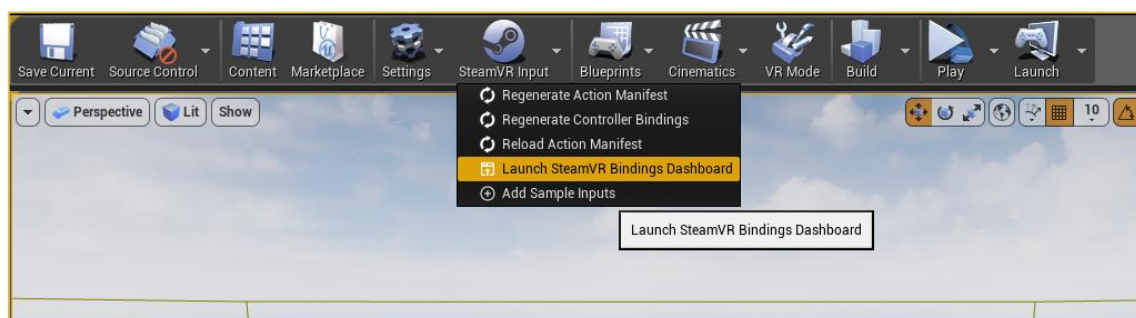 Save Current Source Control Content Marketplace Settings SteamVR Input Blueprints Cinematics VR Mode Build Play Launch
Perspective Lit Show 10
Regenerate Action Manifest
Regenerate Controller Bindings
Reload Action Manifest
Launch SteamVR Bindings Dashboard
Add Sample Inputs
Launch SteamVR Bindings Dashboard